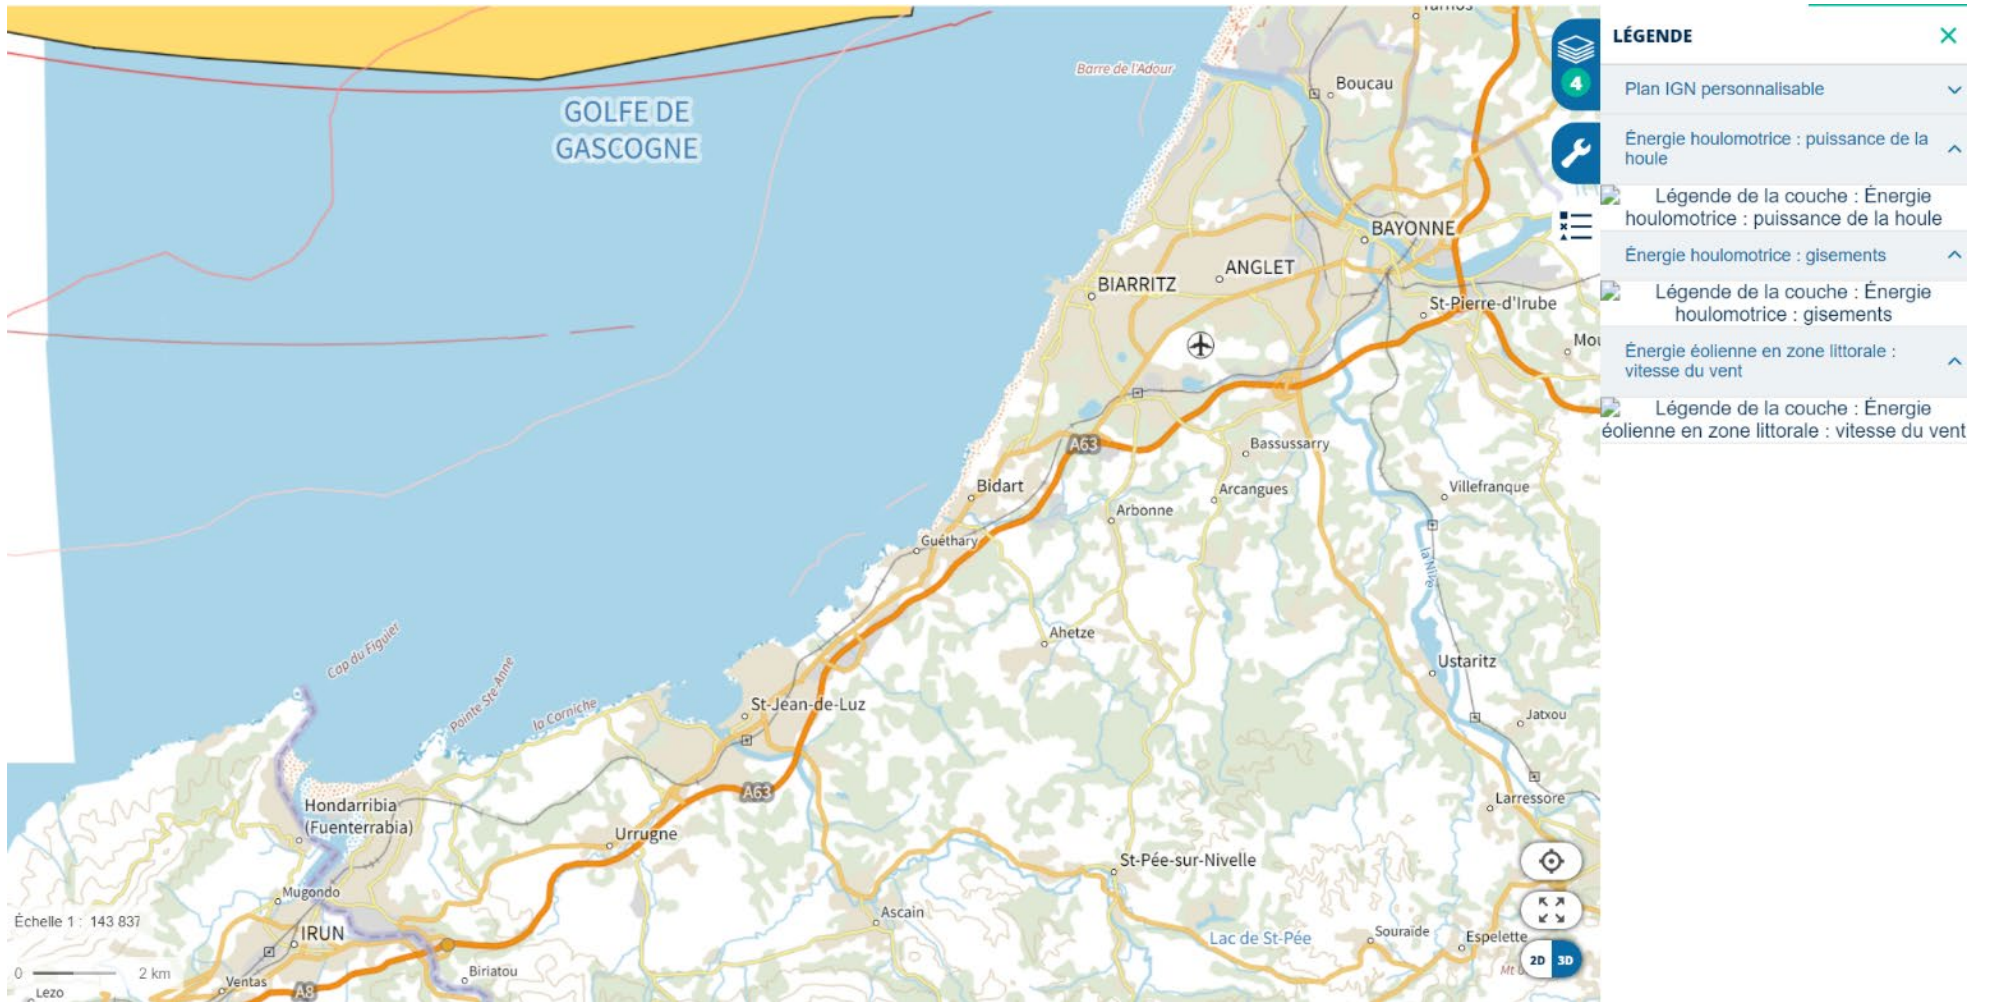 Barre de l'Adour
Boucau
GOLFE DE
GASCOGNE
BAYONNE
ANGLET
BIARRITZ
St-Pierre-d'Irube
A63
Bassussarry
Bidart
Arcangues
Villefranque
Arbonne
Guéthary
la Nive
Ahetze
Cap du Figuier
Ustaritz
Pointe Ste-Anne
la Corniche
St-Jean-de-Luz
Jatxou
A63
Hondarribia
(Fuenterrabia)
Larressore
Urrugne
St-Pée-sur-Nivelle
Mugondo
Échelle 1 : 143 837
IRUN
Ascain
Lac de St-Pée
Souraïde
Espelette
0
2 km
Ventas
Biriatou
Lezo
A8
2D
3D
4
LÉGENDE
Plan IGN personnalisable
Énergie houlomotrice : puissance de la
houle
Légende de la couche : Énergie
houlomotrice : puissance de la houle
Énergie houlomotrice : gisements
Légende de la couche : Énergie
houlomotrice : gisements
Énergie éolienne en zone littorale :
vitesse du vent
Légende de la couche : Énergie
éolienne en zone littorale : vitesse du vent